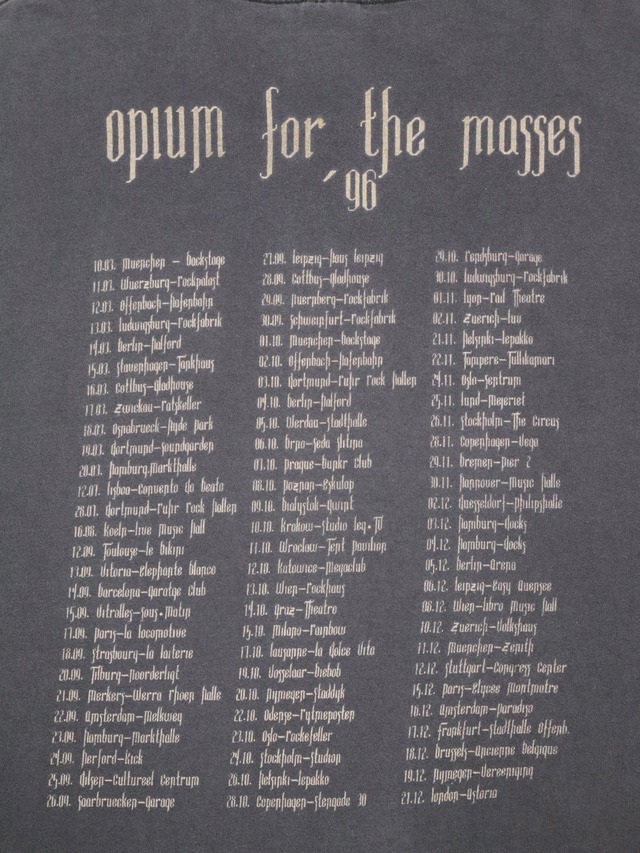 opium for the masses
'96
10.03. Muenchen - Backstage
11.03. Wuerzburg-Rockpalast
12.03. Offenbach-Hafenbahn
13.03. Ludwigsburg-Rockfabrik
14.03. Berlin-Halford
15.03. Stavenhagen-Tankhaus
16.03. Cottbus-Gladhouse
17.03. Zwickau-Ratskeller
18.03. Osnabrueck-Hyde Park
19.03. Dortmund-Soundgarden
20.03. Hamburg.Markthalle
12.07. Lisboa-Convento do Beato
28.07. Dortmund-Ruhr Rock Hallen
16.08. Koeln-Live Music Hall
12.09. Toulouse-Le Bikini
13.09. Vitoria-Elephante Blanco
14.09. Barcelona-Garatge Club
15.09. Vitrolles-Sous.Matin
17.09. Paris-La Locomotive
18.09. Strasbourg-La Laiterie
20.09. Tilburg-Noorderligt
21.09. Merkers-Werra Rhoen Halle
22.09. Amsterdam-Melkweg
23.09. Hamburg-Markthalle
24.09. Herford-Kick
25.09. Uelsen-Cultureel Centrum
26.09. Saarbruecken-Garage
27.09. Leipzig-Haus Leipzig
28.09. Cottbus-Gladhouse
29.09. Nuernberg-Rockfabrik
30.09. Schweinfurt-Rockfabrik
01.10. Muenchen-Backstage
02.10. Offenbach-Hafenbahn
03.10. Dortmund-Ruhr Rock Hallen
04.10. Berlin-Halford
05.10. Werdau-Stadthalle
06.10. Brno-Seda
07.10. Prague-Bunkr Club
08.10. Poznan-Eskulap
09.10. Bialystok-Gwint
10.10. Krakow-Studio Leg.TV
11.10. Wroclaw-Tent Pavilion
12.10. Katowice-Megaclub
13.10. Wien-Rockhaus
14.10. Graz-Theatro
15.10. Milano-Rainbow
17.10. Lausanne-La Dolce Vita
19.10. Vosselaar-Biebob
20.10. Nijmegen-Staddijk
22.10. Odense-Rytmeposten
23.10. Oslo-Rockefeller
24.10. Stockholm-Studion
26.10. Helsinki-Lepakko
28.10. Copenhagen-Stengade 30
29.10. Rendsburg-Garage
30.10. Ludwigsburg-Rockfabrik
01.11. Lyon-Rail Theatre
02.11. Zuerich-Luv
21.11. Helsinki-Lepakko
22.11. Tampere-Tullikamari
24.11. Oslo-Sentrum
25.11. Lund-Mejeriet
26.11. Stockholm-The Circus
28.11. Copenhagen-Vega
29.11. Bremen-Pier 2
30.11. Hannover-Music Halle
02.12. Duesseldorf-Philipshalle
03.12. Hamburg-Docks
04.12. Hamburg-Docks
05.12. Berlin-Arena
06.12. Leipzig-Easy Auensee
08.12. Wien-Libro Music Hall
10.12. Zuerich-Volkshaus
11.12. Muenchen-Zenith
12.12. Stuttgart-Congress Center
15.12. Paris-Elysee Montmatre
16.12. Amsterdam-Paradiso
17.12. Frankfurt-Stadthalle Offenb.
18.12. Brussels-Ancienne Belgique
19.12. Nijmegen-Vereeniging
21.12. London-Astoria